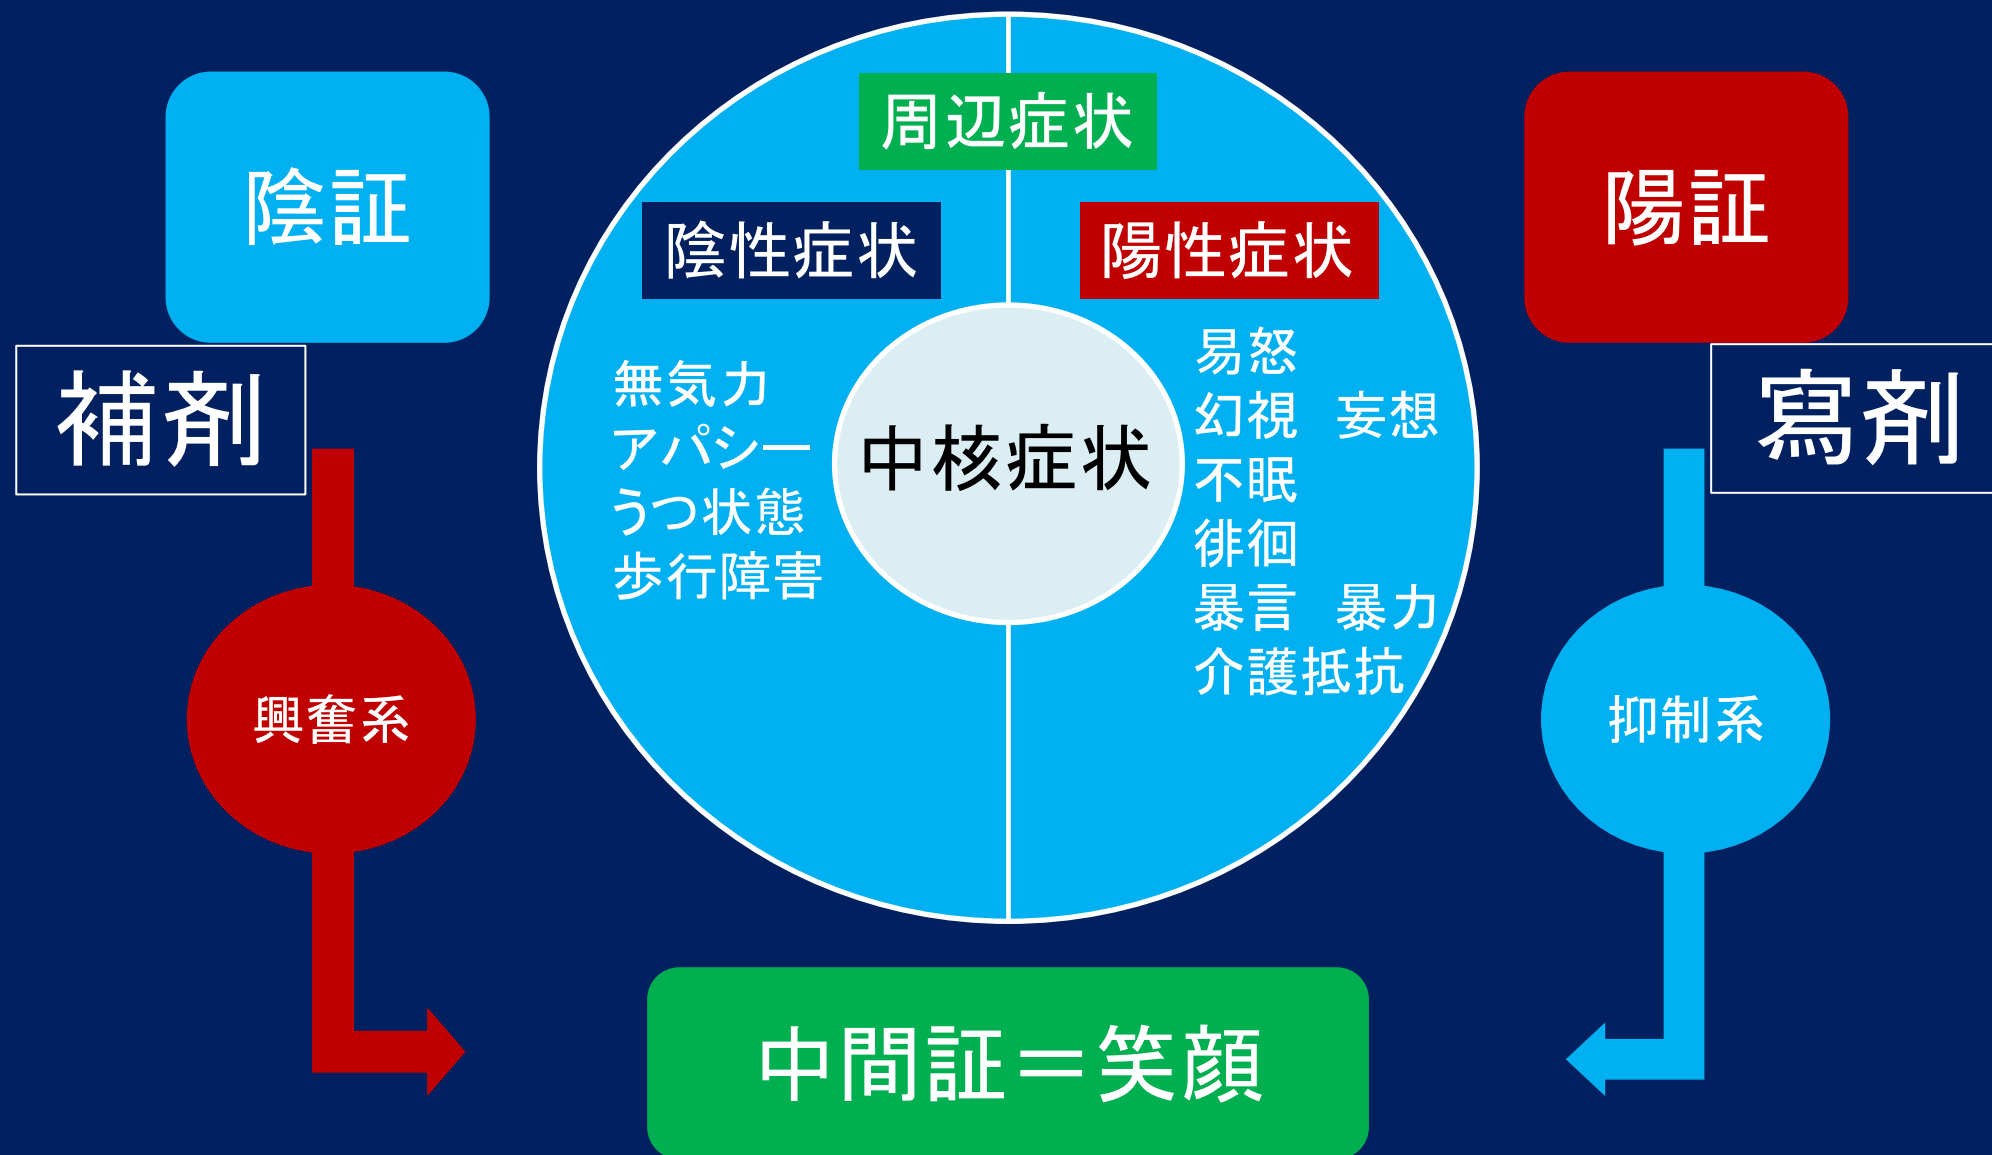 周辺症状
陰証
陽証
陰性症状
陽性症状
補剤
寫剤
中核症状
無気力
アパシー
うつ状態
歩行障害
易怒
幻視 妄想
不眠
徘徊
暴言 暴力
介護抵抗
興奮系
抑制系
中間証＝笑顔